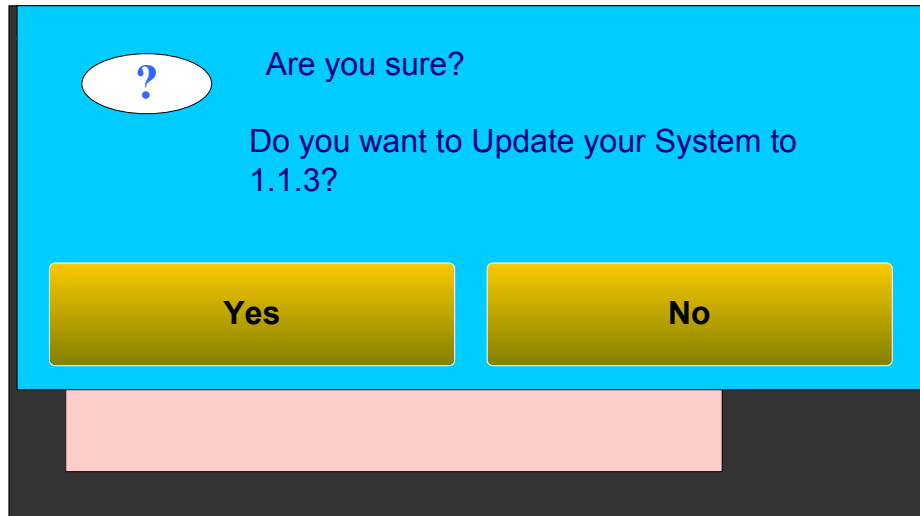 ?
Are you sure?
Do you want to Update your System to
1.1.3?
Yes
No